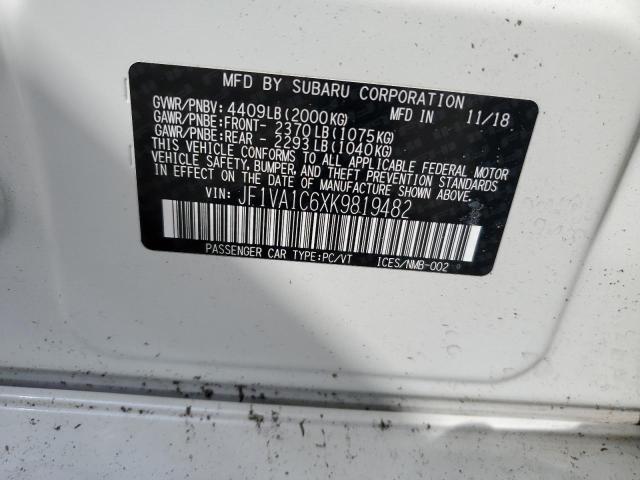 MFD BY SUBARU CORPORATION
GVWR/PNBV: 4409LB(2000KG) MFD IN 11/18
GAWR/PNBE:FRONT- 2370LB(1075KG)
GAWR/PNBE:REAR - 2293LB(1040KG)
THIS VEHICLE CONFORMS TO ALL APPLICABLE FEDERAL MOTOR
VEHICLE SAFETY, BUMPER, AND THEFT PREVENTION STANDARDS
IN EFFECT ON THE DATE OF MANUFACTURE SHOWN ABOVE.
VIN: JF1VA1C6XK9819482
PASSENGER CAR TYPE:PC/VT ICES/NMB-002